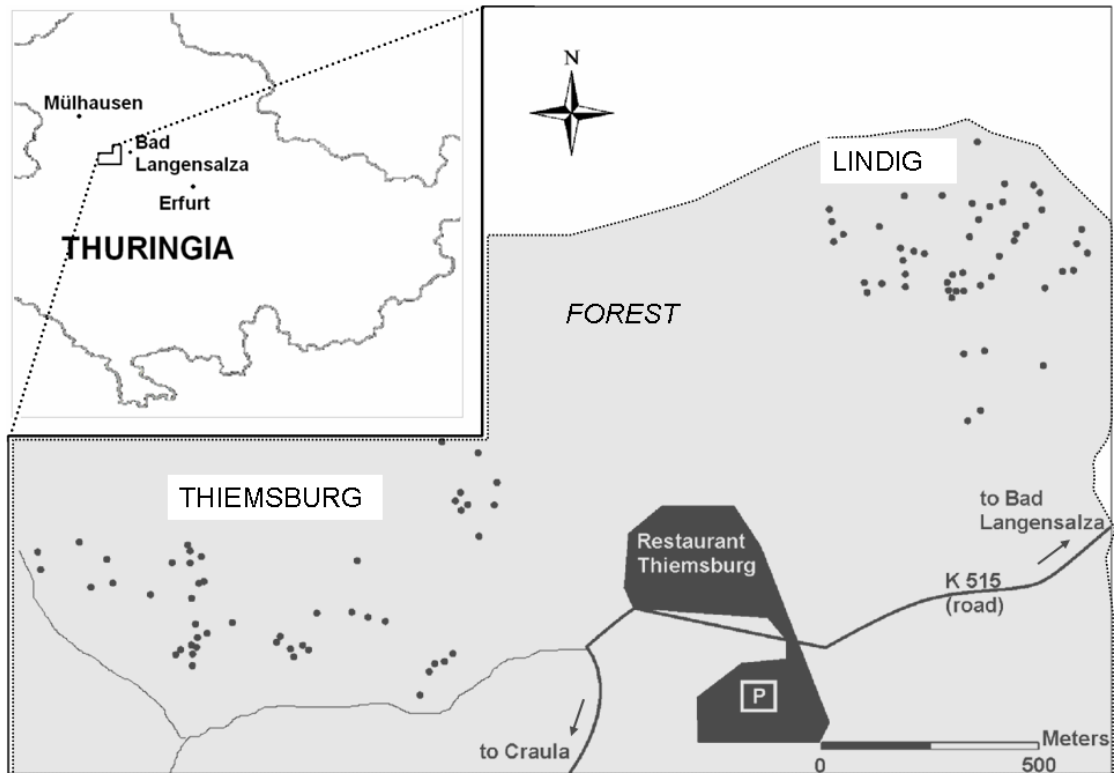 Mülhausen
Bad
Langensalza
Erfurt
THURINGIA
N
LINDIG
FOREST
THIEMSBURG
to Bad
Langensalza
Restaurant
Thiemsburg
K 515
(road)
P
to Craula
Meters
0 500